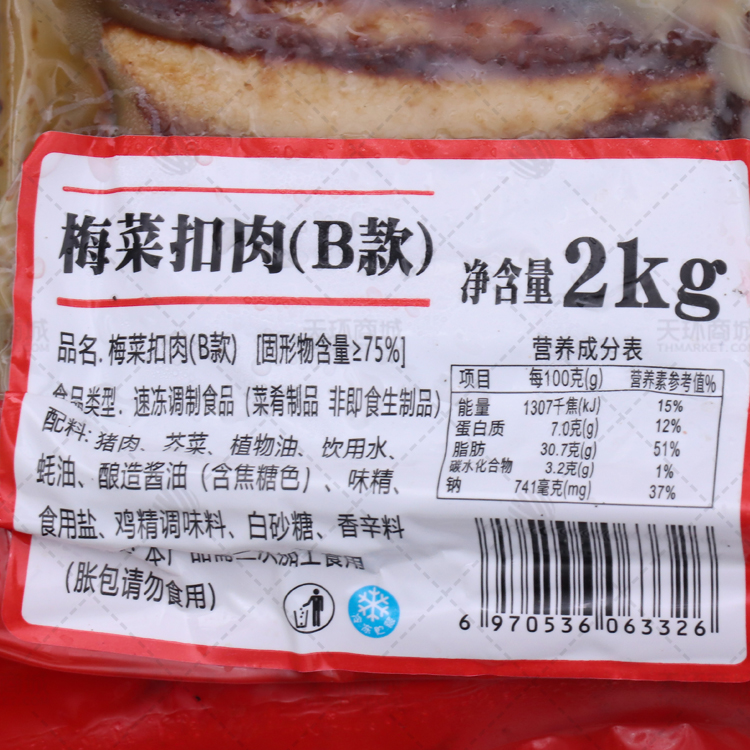 梅菜扣肉(B款)
净含量2kg
品名. 梅菜扣肉(B款) [固形物含量≥75%]
食品类型. 速冻调制食品 (菜肴制品 非即食生制品)
配料: 猪肉、芥菜、植物油、饮用水、
蚝油、酿造酱油 (含焦糖色)、味精、
食用盐、鸡精调味料、白砂糖、香辛料
(胀包请勿食用)
营养成分表
项目 每100克(g) 营养素参考值%
能量 1307千焦(kJ) 15%
蛋白质 7.0克(g) 12%
脂肪 30.7克(g) 51%
碳水化合物 3.2克(g) 1%
钠 741毫克(mg) 37%
6 970536 063326
天环商城
THMARKET.COM